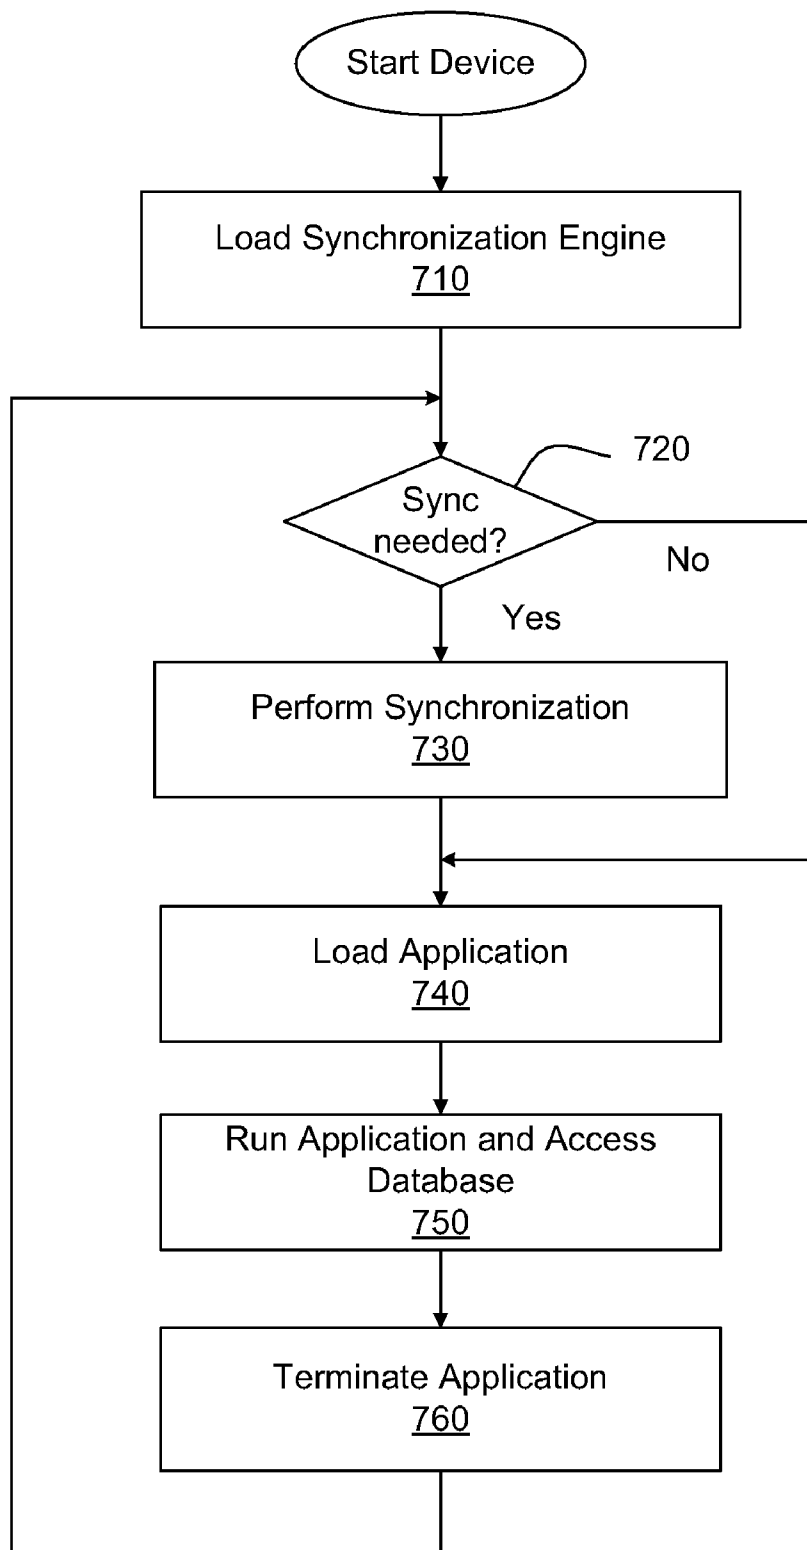 Start Device
Load Synchronization Engine
710
720
Sync
needed?
No
Yes
Perform Synchronization
730
Load Application
740
Run Application and Access
Database
750
Terminate Application
760